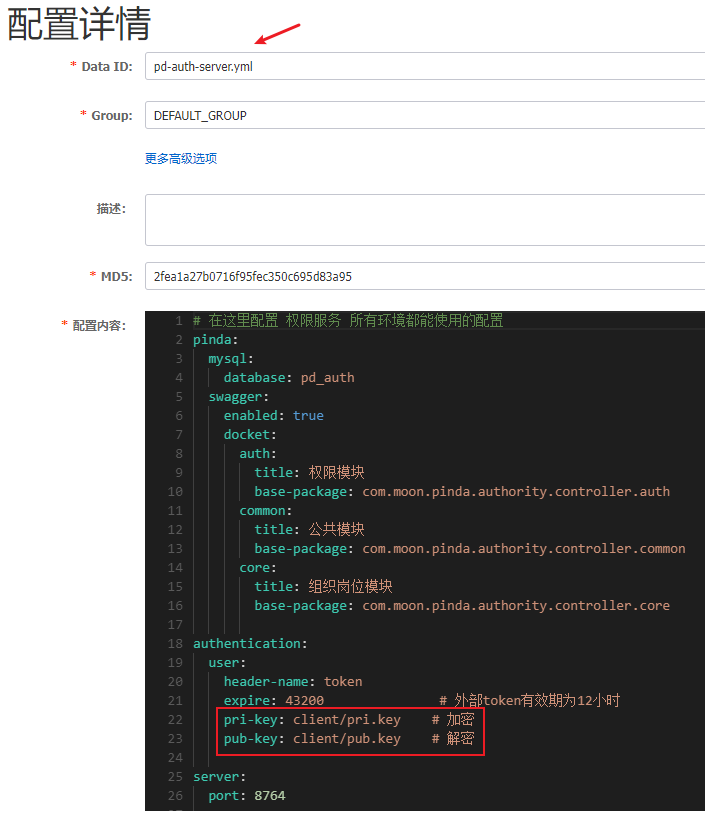 配置详情
* Data ID: pd-auth-server.yml
* Group: DEFAULT_GROUP
更多高级选项
描述:
* MD5: 2fea1a27b0716f95fec350c695d83a95
* 配置内容:
1 # 在这里配置 权限服务 所有环境都能使用的配置
2 pinda:
3   mysql:
4     database: pd_auth
5   swagger:
6     enabled: true
7     docket:
8       auth:
9         title: 权限模块
10         base-package: com.moon.pinda.authority.controller.auth
11       common:
12         title: 公共模块
13         base-package: com.moon.pinda.authority.controller.common
14       core:
15         title: 组织岗位模块
16         base-package: com.moon.pinda.authority.controller.core
17
18 authentication:
19   user:
20     header-name: token
21     expire: 43200               # 外部token有效期为12小时
22     pri-key: client/pri.key    # 加密
23     pub-key: client/pub.key    # 解密
24
25 server:
26   port: 8764